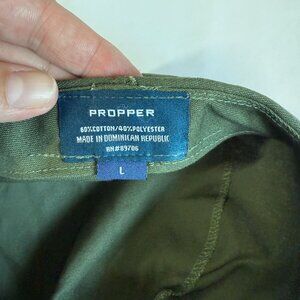 PROPPER
60%COTTON/40%POLYESTER
MADE IN DOMINICAN REPUBLIC
RN#89706
L